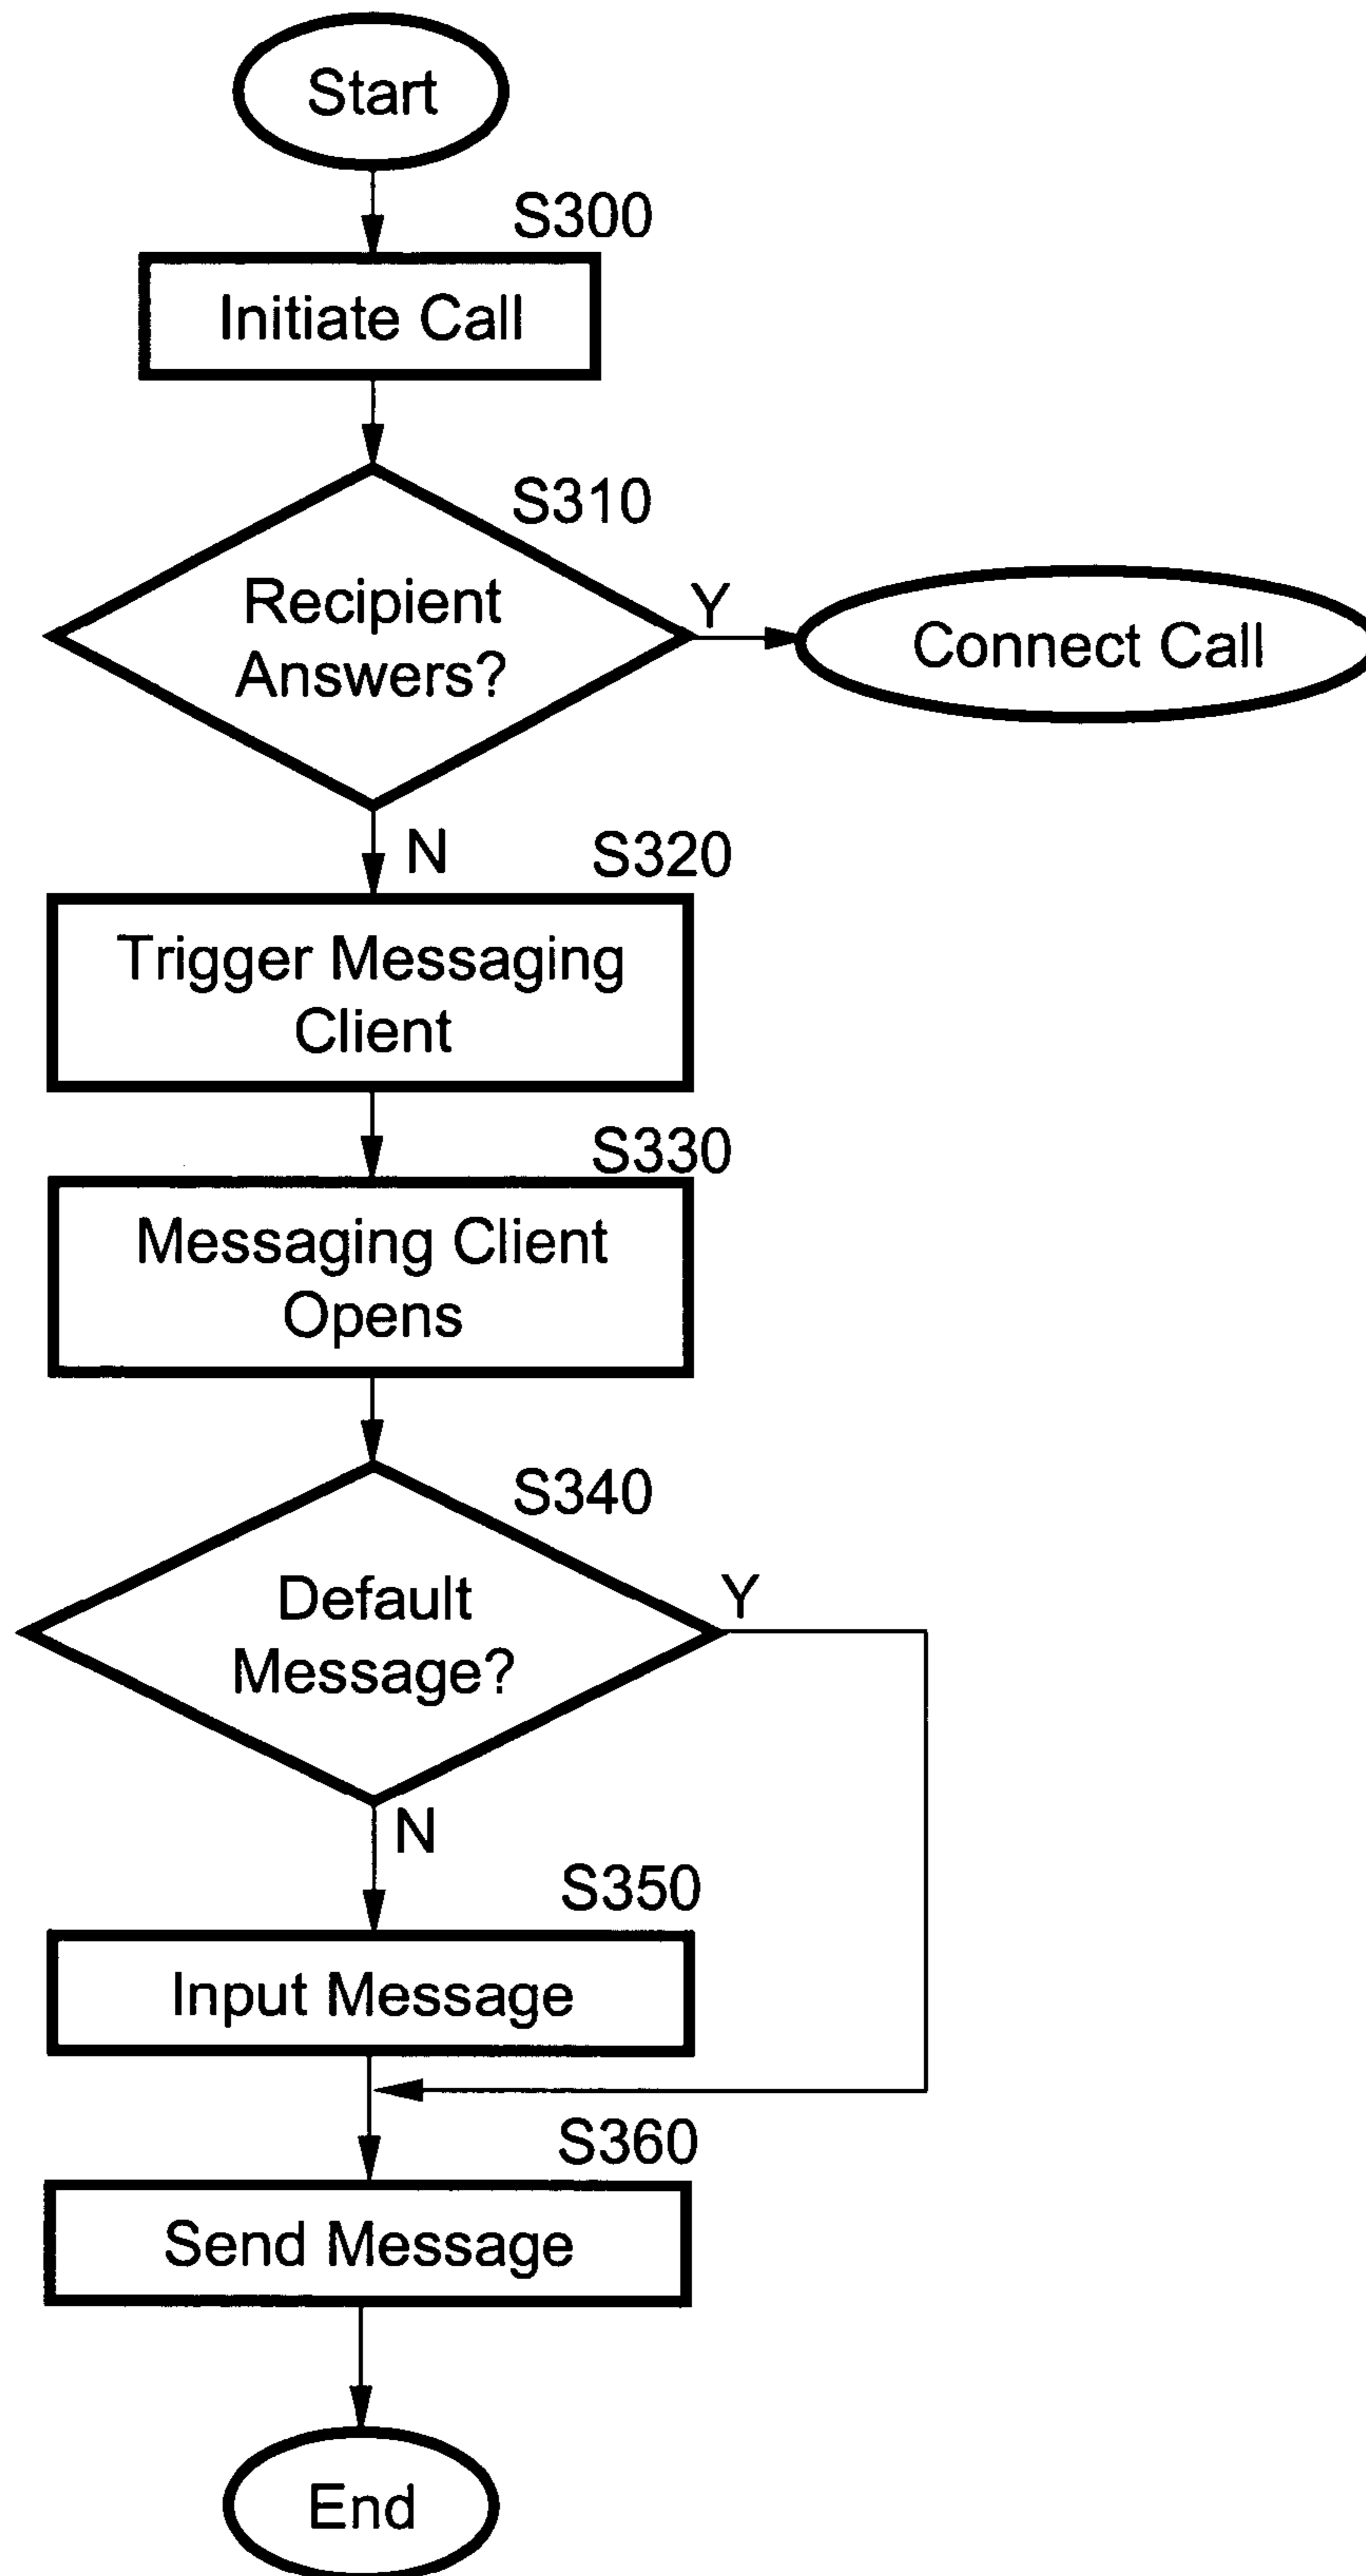 Start
S300
Initiate Call
S310
Recipient
Answers?
Y
Connect Call
N
S320
Trigger Messaging
Client
S330
Messaging Client
Opens
S340
Default
Message?
Y
N
S350
Input Message
S360
Send Message
End